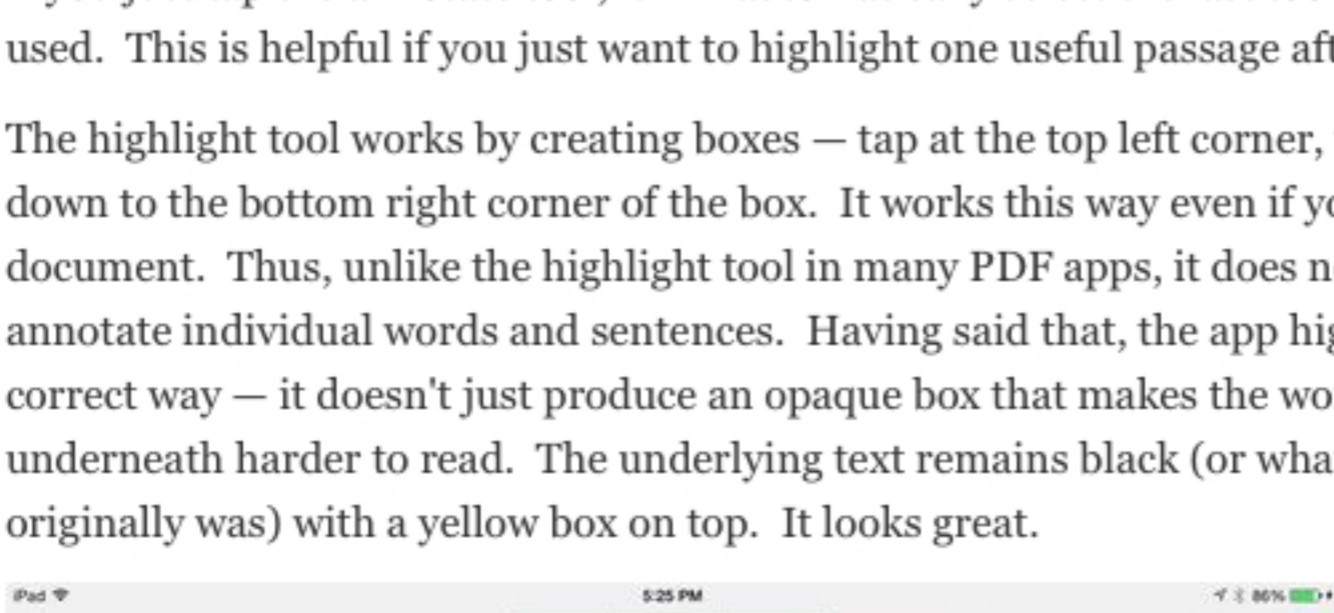 used.  This is helpful if you just want to highlight one useful passage
The highlight tool works by creating boxes — tap at the top left corner,
down to the bottom right corner of the box.  It works this way even if
document.  Thus, unlike the highlight tool in many PDF apps, it does
annotate individual words and sentences.  Having said that, the app
correct way — it doesn't just produce an opaque box that makes the
underneath harder to read.  The underlying text remains black (or
originally was) with a yellow box on top.  It looks great.
iPad 5:25 PM 86%